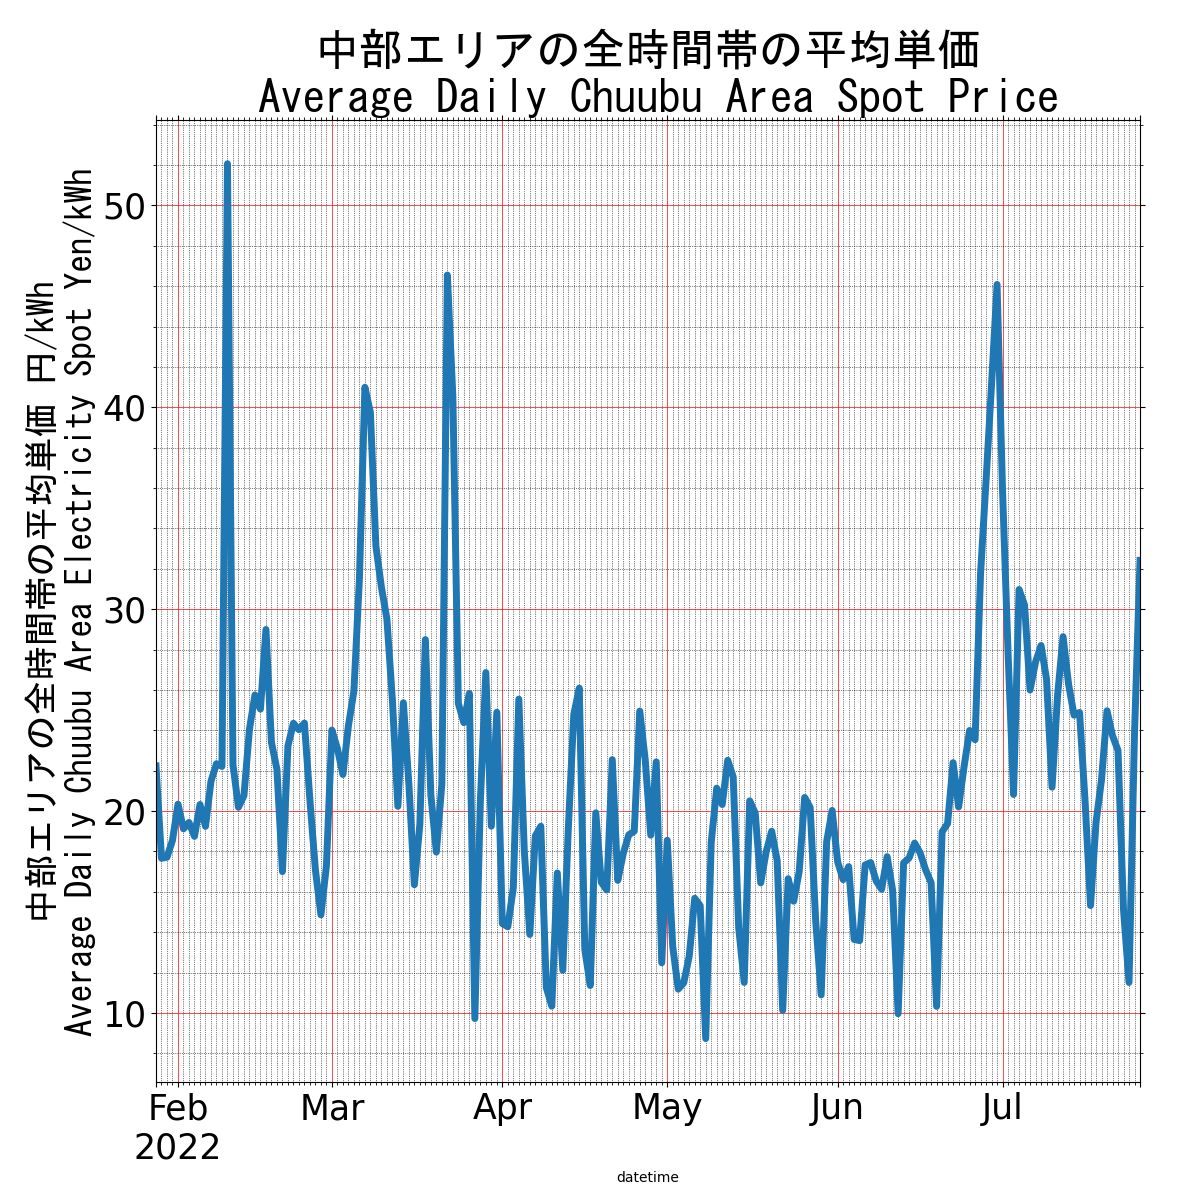 中部エリアの全時間帯の平均単価
Average Daily Chuubu Area Spot Price
中部エリアの全時間帯の平均単価 円/kWh
Average Daily Chuubu Area Electricity Spot Yen/kWh
50
40
30
20
10
Feb
2022
Mar
Apr
May
Jun
Jul
datetime